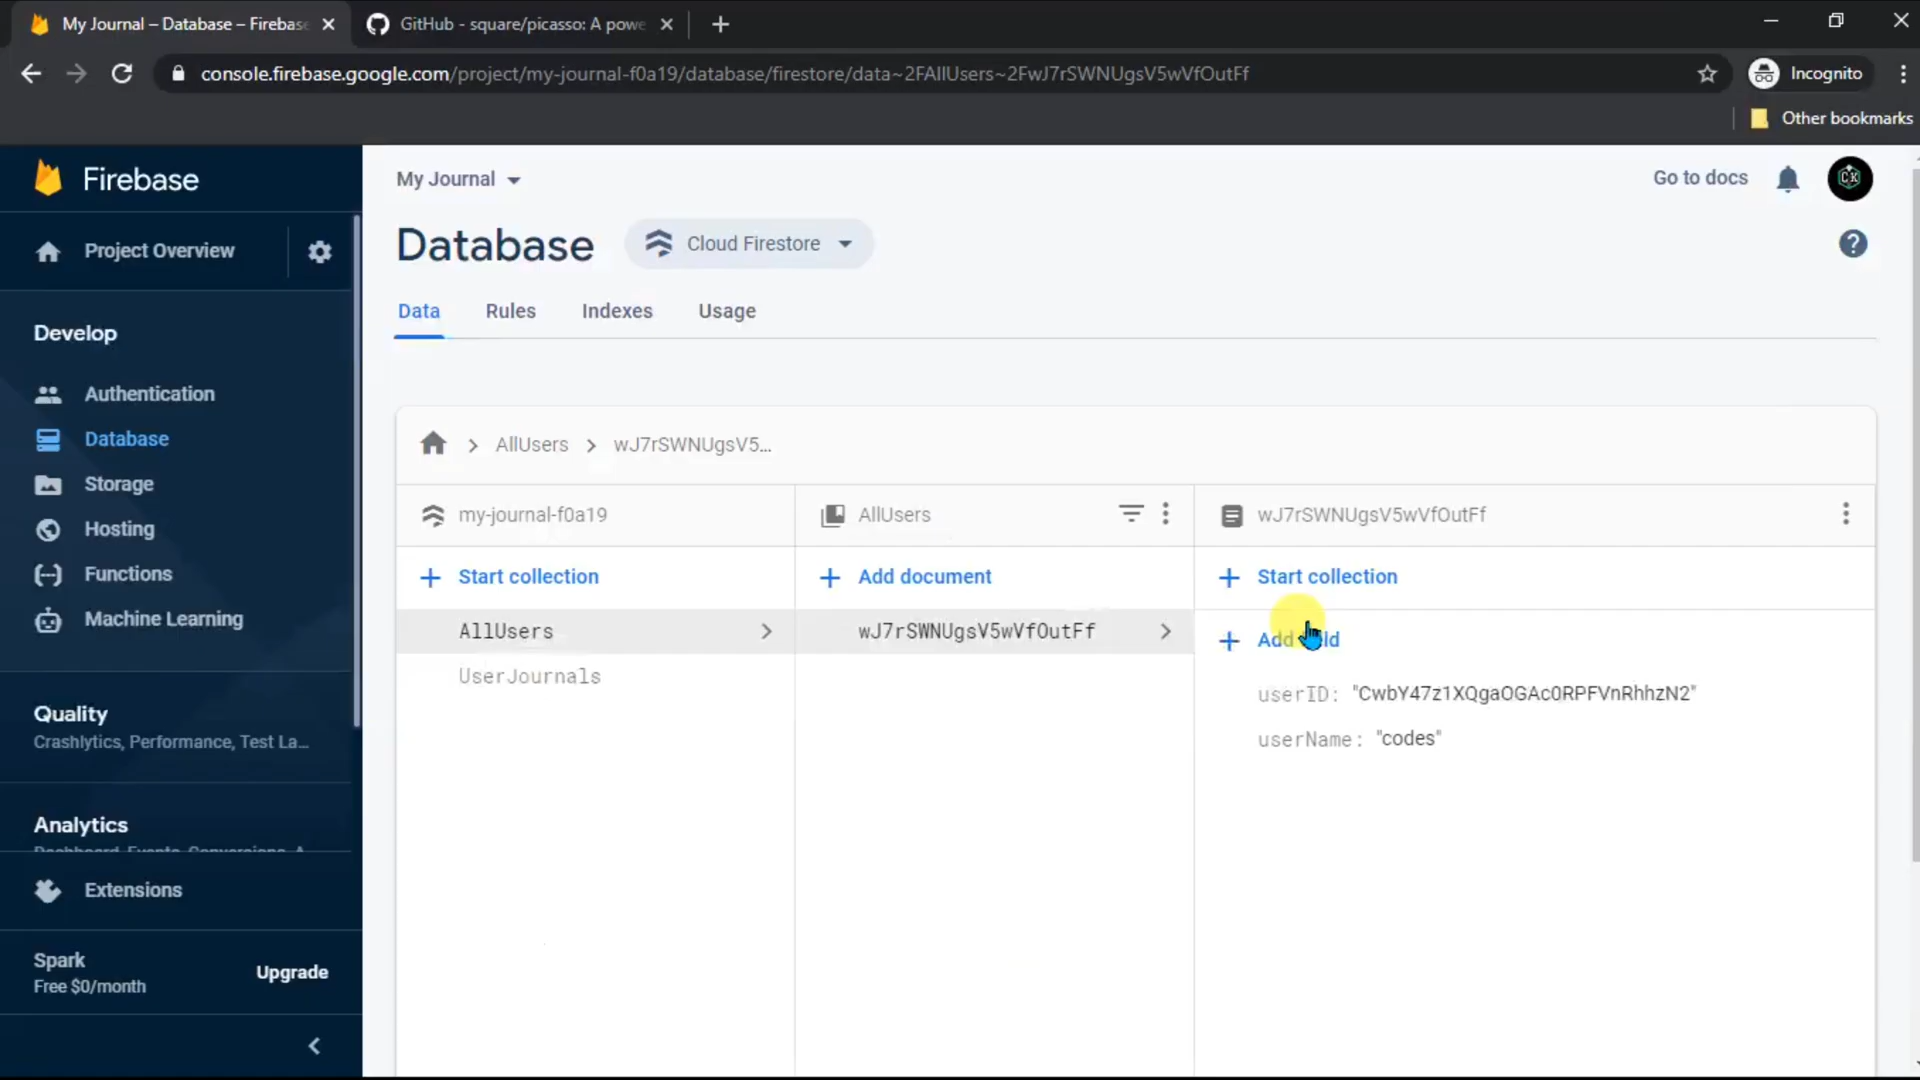 My Journal – Database – Firebase
GitHub - square/picasso: A powe
console.firebase.google.com/project/my-journal-f0a19/database/firestore/data~2FAllUsers~2FwJ7rSWNUgsV5wVfOutFf
Incognito
Other bookmarks
Firebase
My Journal
Go to docs
CK
Project Overview
Database
Cloud Firestore
Data
Rules
Indexes
Usage
Develop
Authentication
Database
Storage
Hosting
Functions
Machine Learning
Quality
Crashlytics, Performance, Test La...
Analytics
Dashboard, Events, Conversions, A
Extensions
Spark
Free $0/month
Upgrade
AllUsers
wJ7rSWNUgsV5...
my-journal-f0a19
AllUsers
wJ7rSWNUgsV5wVfOutFf
Start collection
Add document
Start collection
AllUsers
wJ7rSWNUgsV5wVfOutFf
UserJournals
userID: "CwbY47z1XQgaOGAc0RPFVnRhhzN2"
userName: "codes"